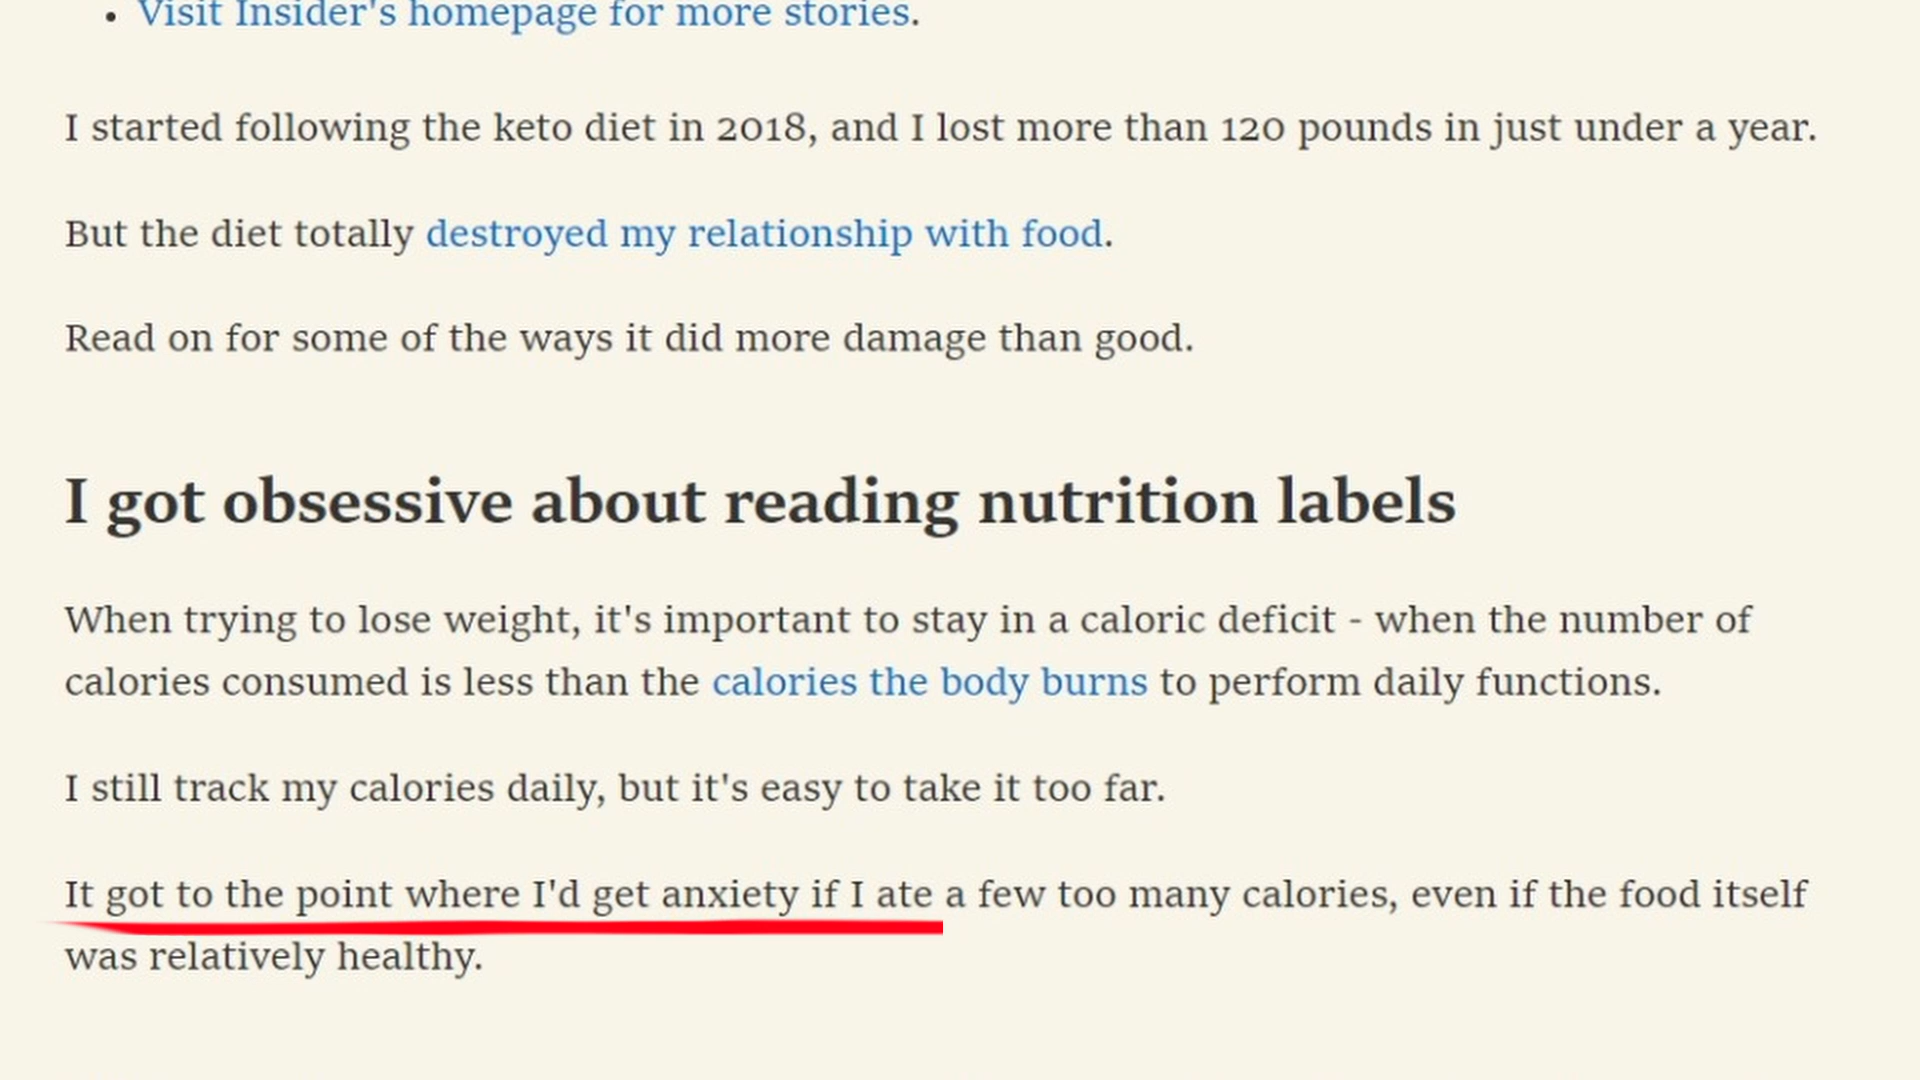 Visit Insider's homepage for more stories.
I started following the keto diet in 2018, and I lost more than 120 pounds in just under a year.
But the diet totally destroyed my relationship with food.
Read on for some of the ways it did more damage than good.
I got obsessive about reading nutrition labels
When trying to lose weight, it's important to stay in a caloric deficit - when the number of
calories consumed is less than the calories the body burns to perform daily functions.
I still track my calories daily, but it's easy to take it too far.
It got to the point where I'd get anxiety if I ate a few too many calories, even if the food itself
was relatively healthy.